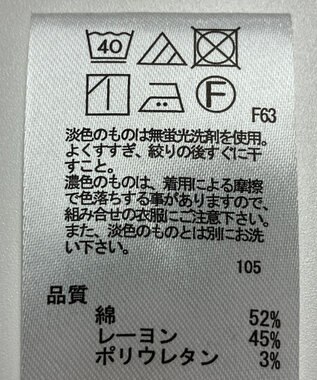 40
F
F63
淡色のものは無蛍光洗剤を使用。
よくすすぎ、絞りの後すぐに干
すこと。
濃色のものは、着用による摩擦
で色落ちする事がありますので、
組み合せの衣服にご注意下さい。
また、淡色のものとは別にお洗
い下さい。
105
品質
綿 52%
レーヨン 45%
ポリウレタン 3%